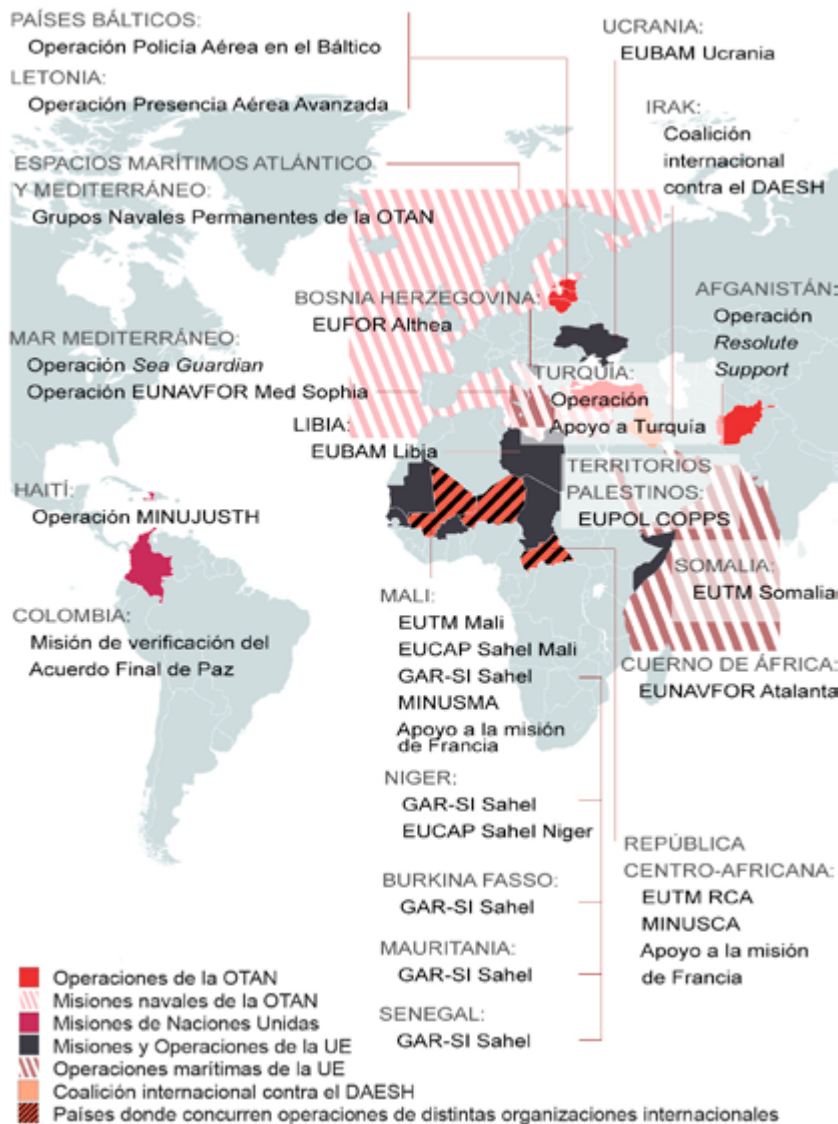 PAÍSES BÁLTICOS:
Operación Policía Aérea en el Báltico
LETONIA:
Operación Presencia Aérea Avanzada
ESPACIOS MARÍTIMOS ATLÁNTICO
Y MEDITERRÁNEO:
Grupos Navales Permanentes de la OTAN
UCRANIA:
EUBAM Ucrania
IRAK:
Coalición
internacional
contra el DAESH
BOSNIA HERZEGOVINA:
EUFOR Althea
AFGANISTÁN:
Operación
Resolute
Support
MAR MEDITERRÁNEO:
Operación Sea Guardian
Operación EUNAVFOR Med Sophia
TURQUÍA:
Operación
Apoyo a Turquía
LIBIA:
EUBAM Libia
TERRITORIOS
PALESTINOS:
EUPOL COPPS
HAITÍ:
Operación MINUJUSTH
SOMALIA:
EUTM Somalia
COLOMBIA:
Misión de verificación del
Acuerdo Final de Paz
CUERNO DE ÁFRICA:
EUNAVFOR Atalanta
MALI:
EUTM Mali
EUCAP Sahel Mali
GAR-SI Sahel
MINUSMA
Apoyo a la misión
de Francia
NIGER:
GAR-SI Sahel
EUCAP Sahel Niger
BURKINA FASSO:
GAR-SI Sahel
MAURITANIA:
GAR-SI Sahel
SENEGAL:
GAR-SI Sahel
REPÚBLICA
CENTRO-AFRICANA:
EUTM RCA
MINUSCA
Apoyo a la misión
de Francia
Operaciones de la OTAN
Misiones navales de la OTAN
Misiones de Naciones Unidas
Misiones y Operaciones de la UE
Operaciones marítimas de la UE
Coalición internacional contra el DAESH
Países donde concurren operaciones de distintas organizaciones internacionales